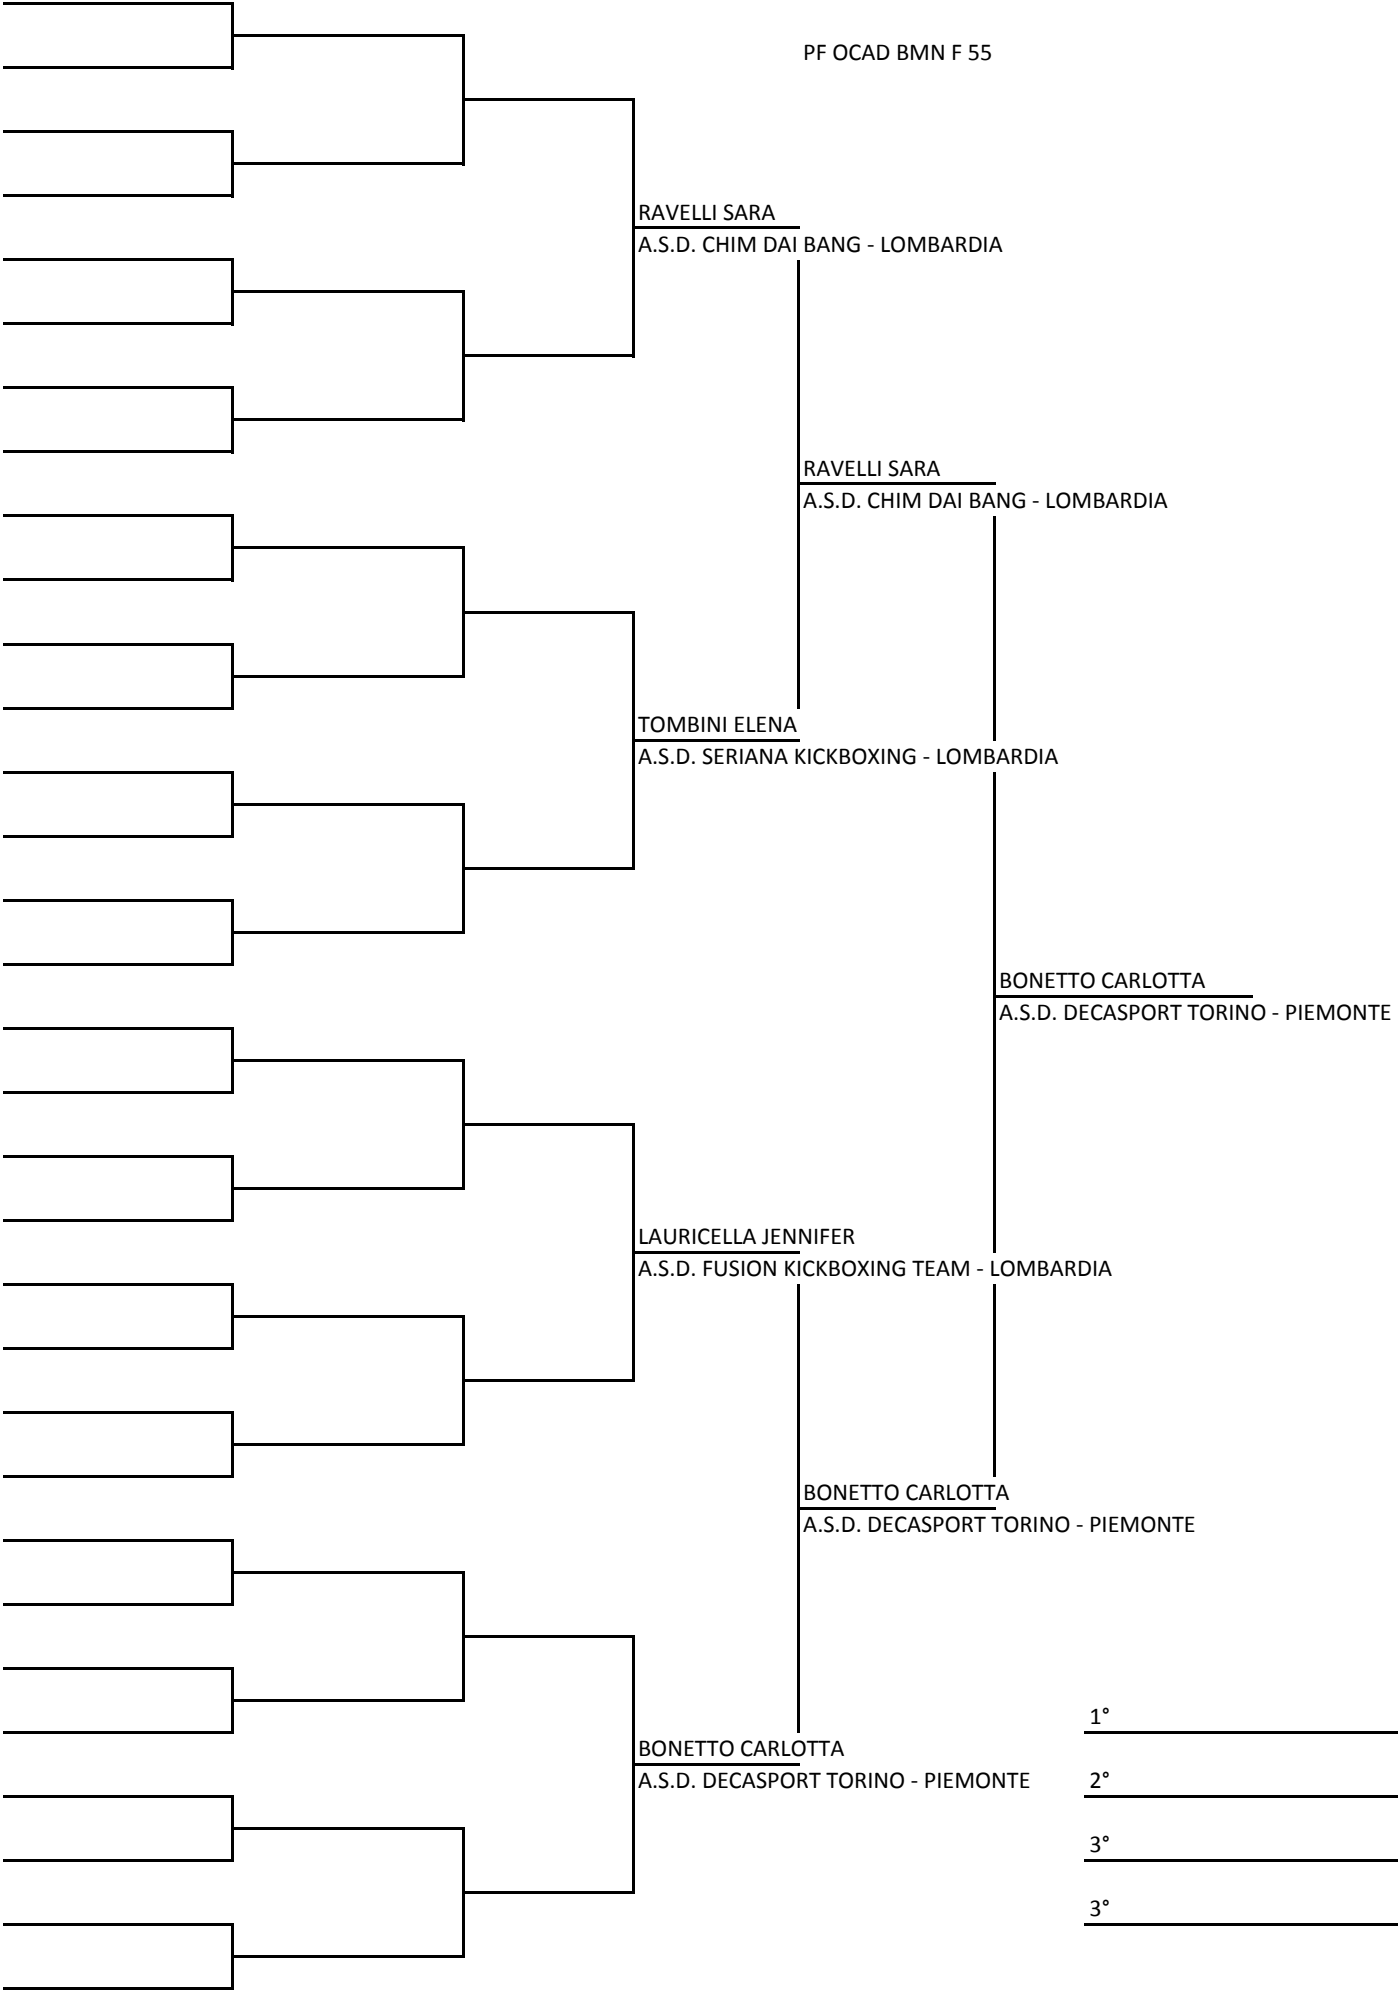 PF OCAD BMN F 55
RAVELLI SARA
A.S.D. CHIM DAI BANG - LOMBARDIA
RAVELLI SARA
A.S.D. CHIM DAI BANG - LOMBARDIA
TOMBINI ELENA
A.S.D. SERIANA KICKBOXING - LOMBARDIA
BONETTO CARLOTTA
A.S.D. DECASPORT TORINO - PIEMONTE
LAURICELLA JENNIFER
A.S.D. FUSION KICKBOXING TEAM - LOMBARDIA
BONETTO CARLOTTA
A.S.D. DECASPORT TORINO - PIEMONTE
BONETTO CARLOTTA
A.S.D. DECASPORT TORINO - PIEMONTE
1°
2°
3°
3°